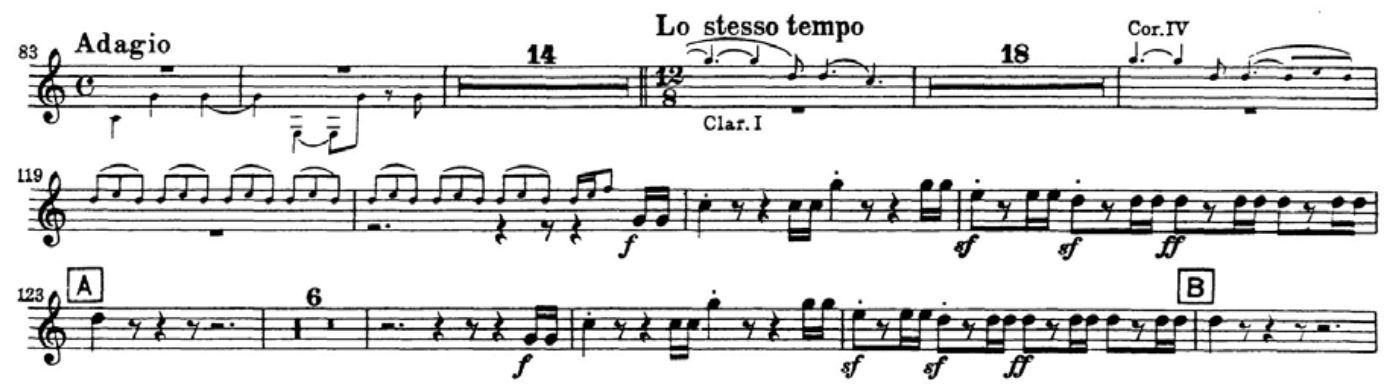 Lo stesso tempo
83 Adagio 14 18 Cor.IV
12
8
Clar. I
119
f sf sf ff
123 A 6 B
f sf sf ff